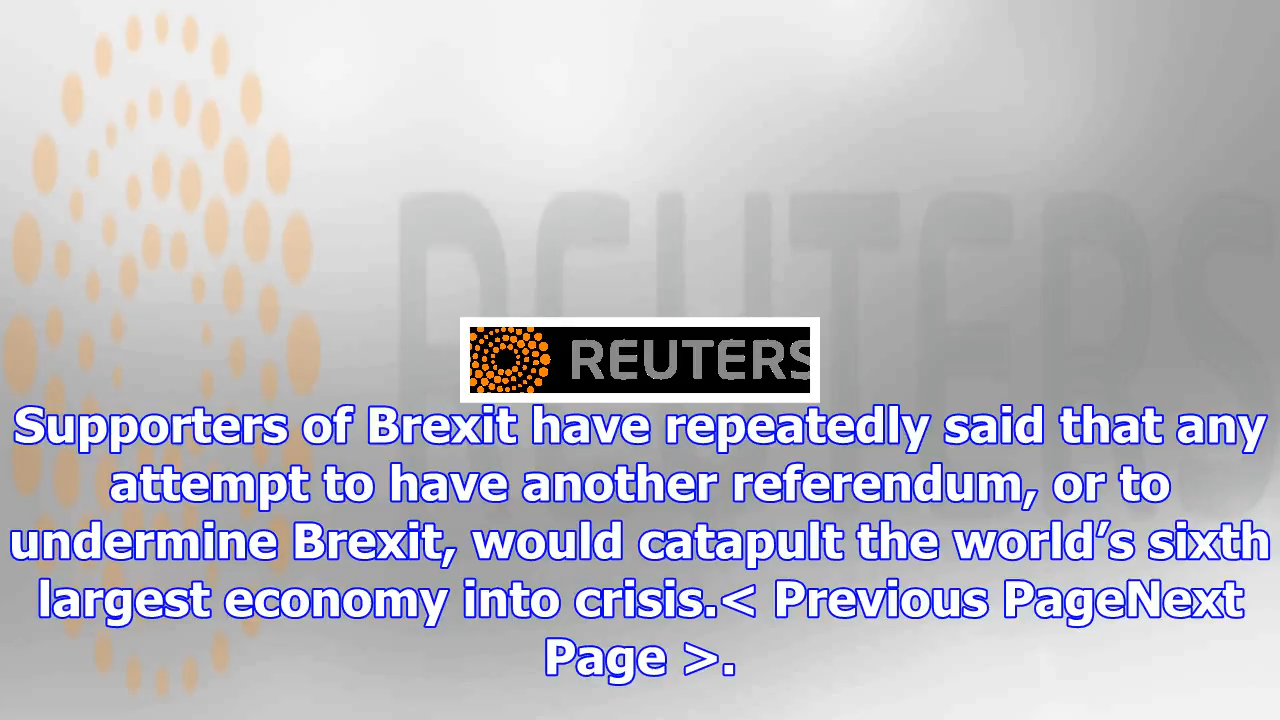 REUTERS
REUTERS
Supporters of Brexit have repeatedly said that any
attempt to have another referendum, or to
undermine Brexit, would catapult the world’s sixth
largest economy into crisis.< Previous PageNext
Page >.